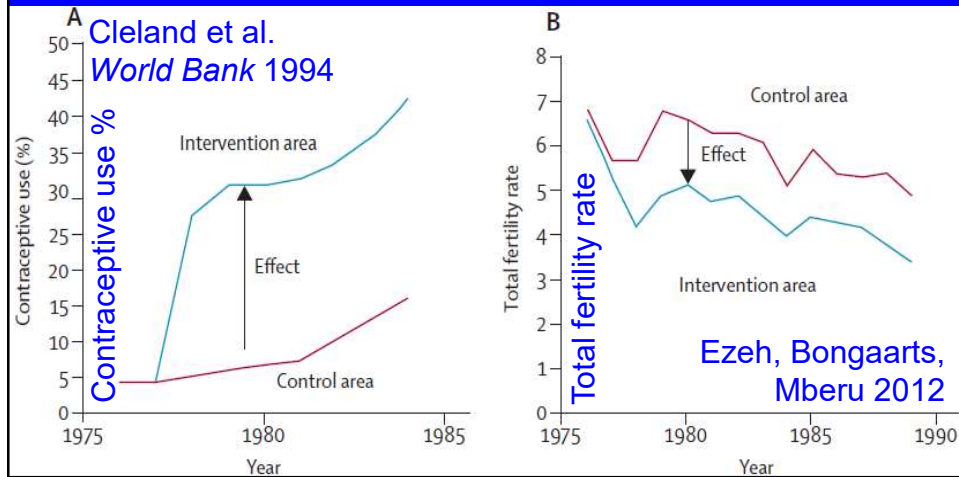 A
Cleland et al.
World Bank 1994
Contraceptive use %
Contraceptive use (%)
50
45
40
35
30
25
20
15
10
5
0
Intervention area
Effect
Control area
1975
1980
1985
Year
B
Total fertility rate
Total fertility rate
8
7
6
5
4
3
2
1
0
Control area
Effect
Intervention area
Ezeh, Bongaarts,
Mberu 2012
1975
1980
1985
1990
Year